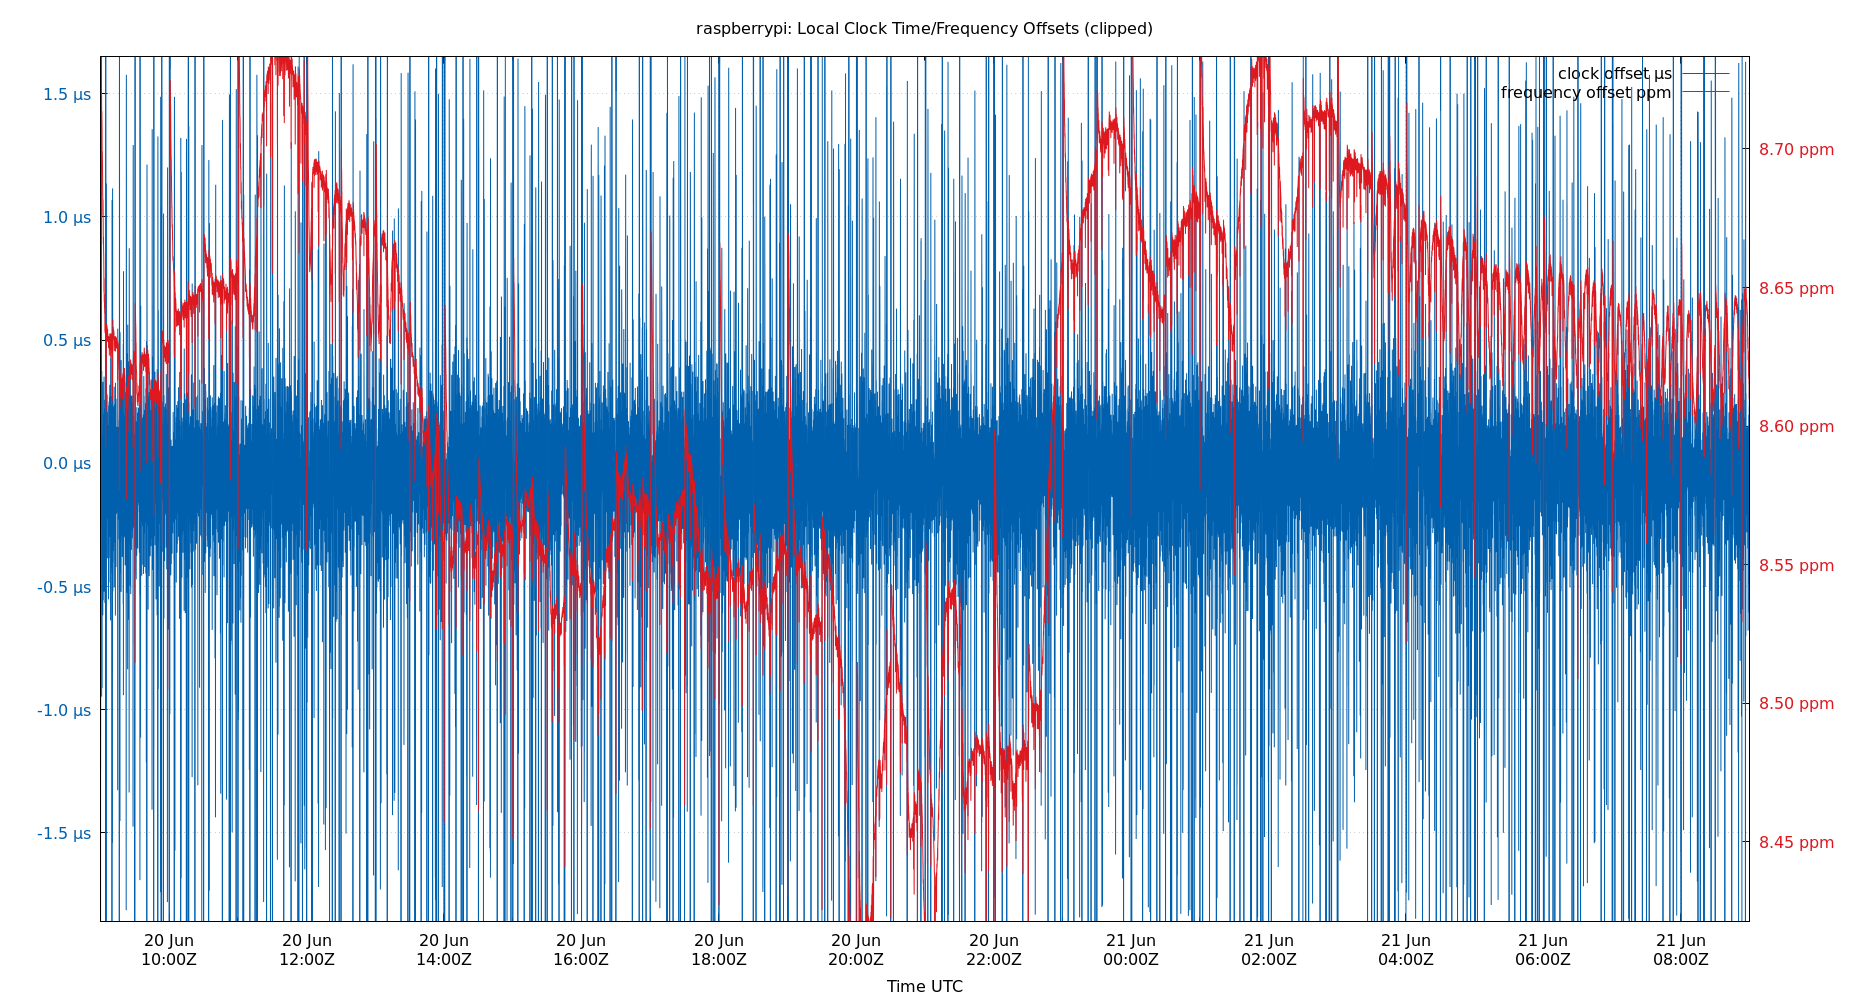 raspberrypi: Local Clock Time/Frequency Offsets (clipped)
clock offset µs
frequency offset ppm
1.5 µs
1.0 µs
0.5 µs
0.0 µs
-0.5 µs
-1.0 µs
-1.5 µs
8.70 ppm
8.65 ppm
8.60 ppm
8.55 ppm
8.50 ppm
8.45 ppm
20 Jun 20 Jun 20 Jun 20 Jun 20 Jun 20 Jun 20 Jun 21 Jun 21 Jun 21 Jun 21 Jun 21 Jun
10:00Z 12:00Z 14:00Z 16:00Z 18:00Z 20:00Z 22:00Z 00:00Z 02:00Z 04:00Z 06:00Z 08:00Z
Time UTC